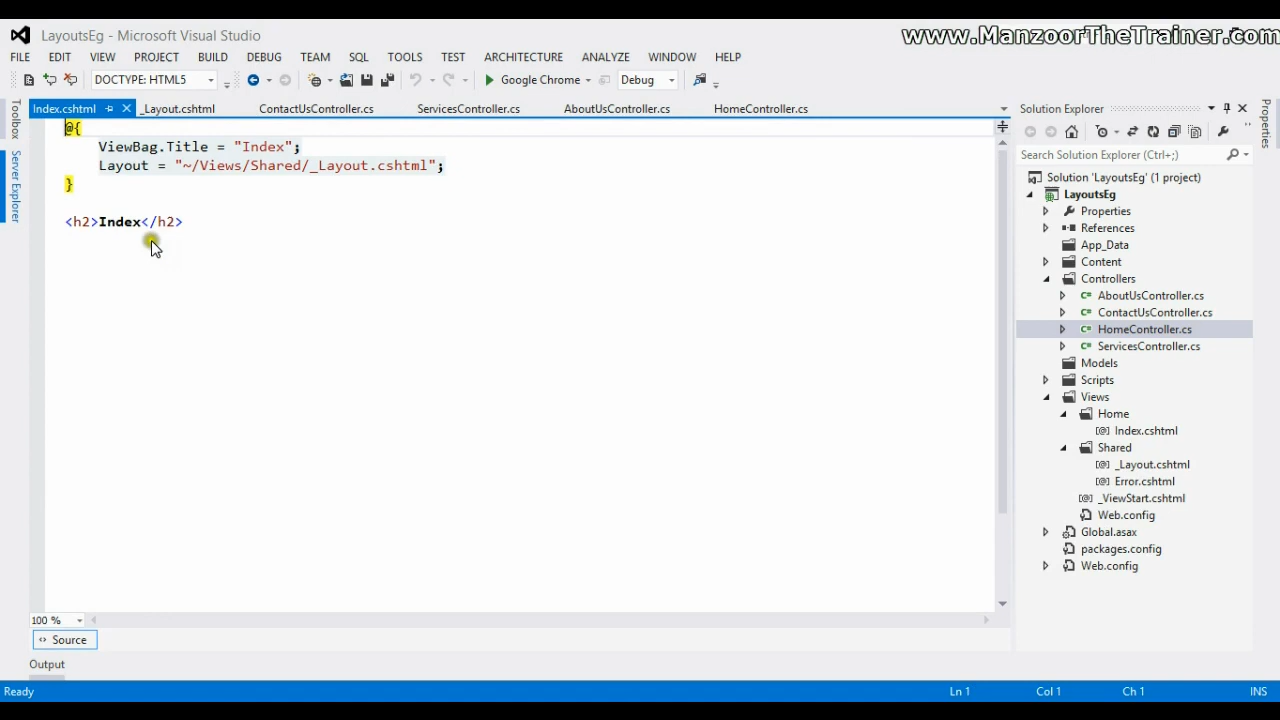 www.ManzoorTheTrainer.com
LayoutsEg - Microsoft Visual Studio
FILE EDIT VIEW PROJECT BUILD DEBUG TEAM SQL TOOLS TEST ARCHITECTURE ANALYZE WINDOW HELP
DOCTYPE: HTML5 Google Chrome Debug
Index.cshtml _Layout.cshtml ContactUsController.cs ServicesController.cs AboutUsController.cs HomeController.cs
Toolbox
Server Explorer
@{
ViewBag.Title = "Index";
Layout = "~/Views/Shared/_Layout.cshtml";
}
<h2>Index</h2>
100 %
Source
Output
Solution Explorer
Search Solution Explorer (Ctrl+;)
Solution 'LayoutsEg' (1 project)
LayoutsEg
Properties
References
App_Data
Content
Controllers
AboutUsController.cs
ContactUsController.cs
HomeController.cs
ServicesController.cs
Models
Scripts
Views
Home
Index.cshtml
Shared
_Layout.cshtml
Error.cshtml
_ViewStart.cshtml
Web.config
Global.asax
packages.config
Web.config
Properties
Ready Ln 1 Col 1 Ch 1 INS